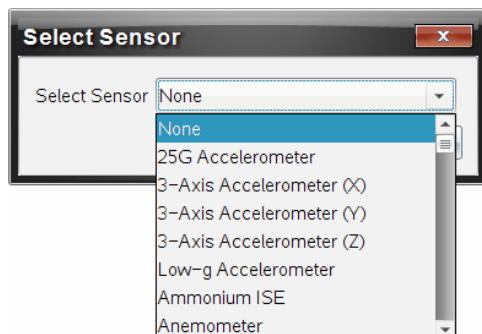 Select Sensor
Select Sensor None
None
25G Accelerometer
3-Axis Accelerometer (X)
3-Axis Accelerometer (Y)
3-Axis Accelerometer (Z)
Low-g Accelerometer
Ammonium ISE
Anemometer